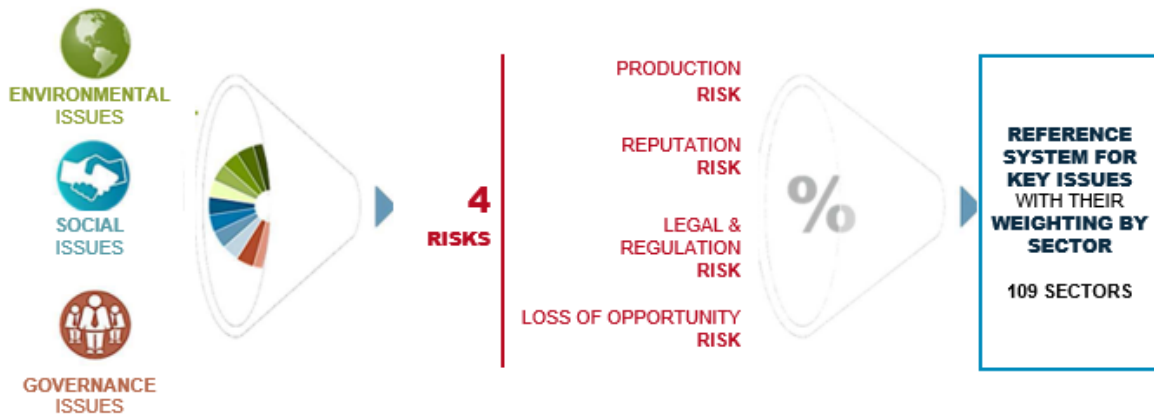 ENVIRONMENTAL
ISSUES
SOCIAL
ISSUES
GOVERNANCE
ISSUES
4
RISKS
PRODUCTION
RISK
REPUTATION
RISK
LEGAL &
REGULATION
RISK
LOSS OF OPPORTUNITY
RISK
%
REFERENCE
SYSTEM FOR
KEY ISSUES
WITH THEIR
WEIGHTING BY
SECTOR
109 SECTORS